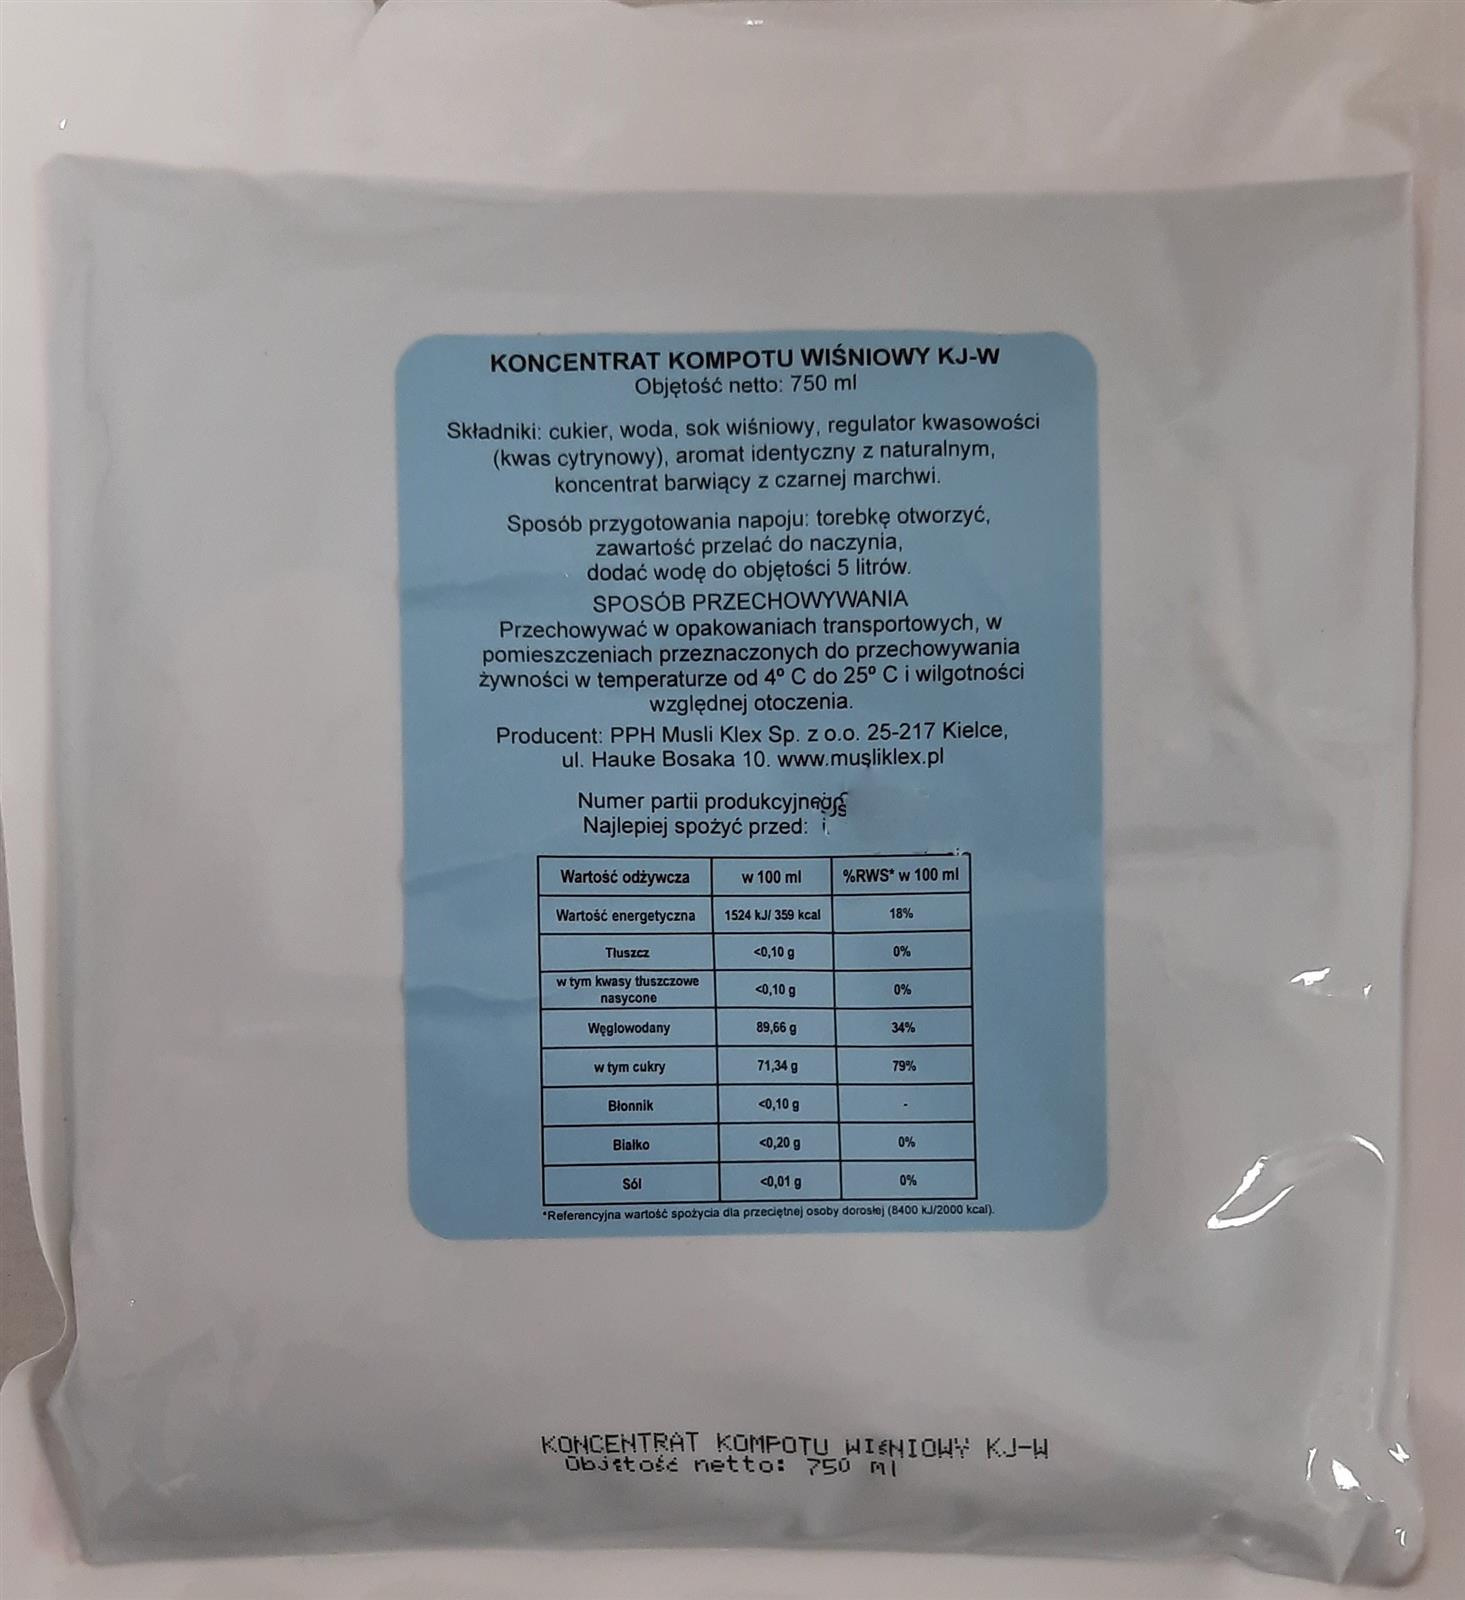 KONCENTRAT KOMPOTU WIŚNIOWY KJ-W
Objętość netto: 750 ml
Składniki: cukier, woda, sok wiśniowy, regulator kwasowości
(kwas cytrynowy), aromat identyczny z naturalnym,
koncentrat barwiący z czarnej marchwi.
Sposób przygotowania napoju: torebkę otworzyć,
zawartość przelać do naczynia,
dodać wodę do objętości 5 litrów.
SPOSÓB PRZECHOWYWANIA
Przechowywać w opakowaniach transportowych, w
pomieszczeniach przeznaczonych do przechowywania
żywności w temperaturze od 4º C do 25º C i wilgotności
względnej otoczenia.
Producent: PPH Musli Klex Sp. z o.o. 25-217 Kielce,
ul. Hauke Bosaka 10. www.musliklex.pl
Numer partii produkcyjnej
Najlepiej spożyć przed:
Wartość odżywcza w 100 ml %RWS* w 100 ml
Wartość energetyczna 1524 kJ/ 359 kcal 18%
Tłuszcz <0,10 g 0%
w tym kwasy tłuszczowe
nasycone <0,10 g 0%
Węglowodany 89,66 g 34%
w tym cukry 71,34 g 79%
Błonnik <0,10 g -
Białko <0,20 g 0%
Sól <0,01 g 0%
*Referencyjna wartość spożycia dla przeciętnej osoby dorosłej (8400 kJ/2000 kcal).
KONCENTRAT KOMPOTU WIśNIOWY KJ-W
Objętość netto: 750 ml